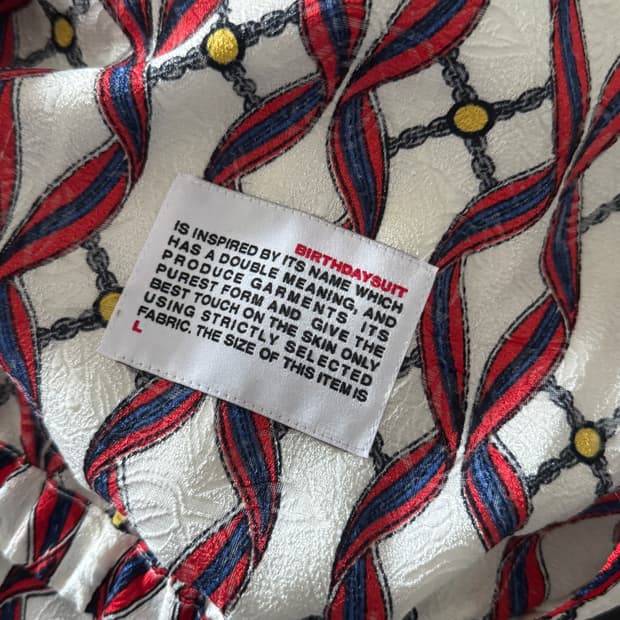 BIRTHDAYSUIT
IS INSPIRED BY ITS NAME WHICH
HAS A DOUBLE MEANING, AND
PRODUCE GARMENTS ITS
PUREST FORM AND GIVE THE
BEST TOUCH ON THE SKIN ONLY
USING STRICTLY SELECTED
FABRIC. THE SIZE OF THIS ITEM IS
L